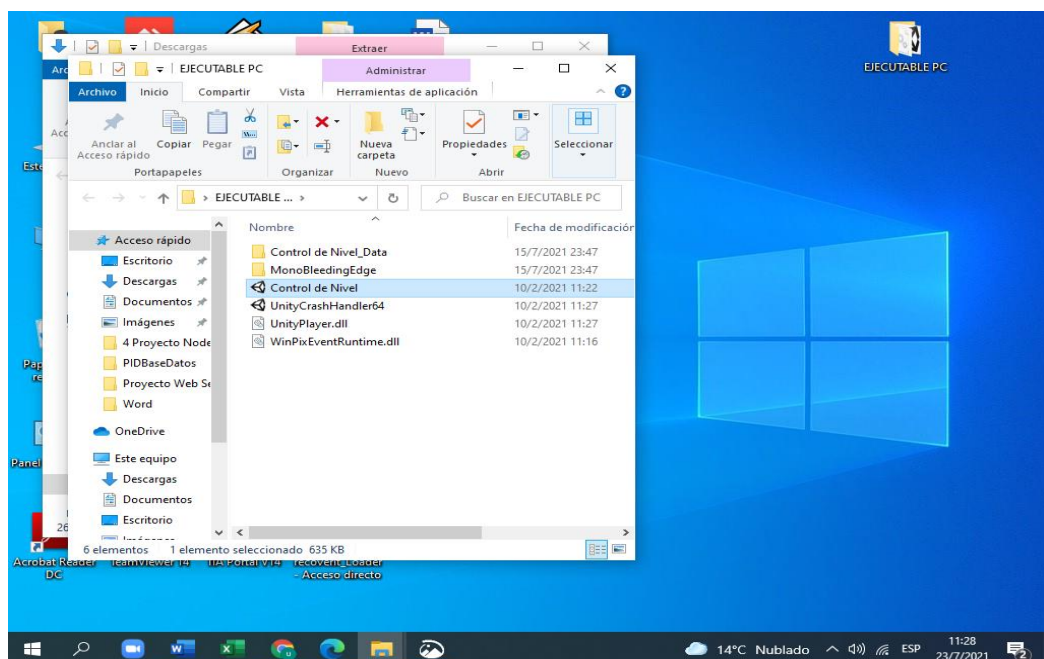 Descargas
Extraer
EJECUTABLE PC
Administrar
Archivo Inicio Compartir Vista Herramientas de aplicación
Anclar al Acceso rápido
Copiar
Pegar
Nueva carpeta
Propiedades
Seleccionar
Portapapeles Organizar Nuevo Abrir
EJECUTABLE ...
Buscar en EJECUTABLE PC
Nombre
Fecha de modificación
Acceso rápido
Escritorio
Descargas
Documentos
Imágenes
4 Proyecto Node
PIDBaseDatos
Proyecto Web Se
Word
OneDrive
Este equipo
Descargas
Documentos
Escritorio
Control de Nivel_Data 15/7/2021 23:47
MonoBleedingEdge 15/7/2021 23:47
Control de Nivel 10/2/2021 11:22
UnityCrashHandler64 10/2/2021 11:27
UnityPlayer.dll 10/2/2021 11:27
WinPixEventRuntime.dll 10/2/2021 11:16
6 elementos 1 elemento seleccionado 635 KB
EJECUTABLE PC
Panel
26
Acrobat Reader DC
TeamViewer 14
TIA Portal V14
- Acceso directo
14°C Nublado
ESP
11:28
23/7/2021
2